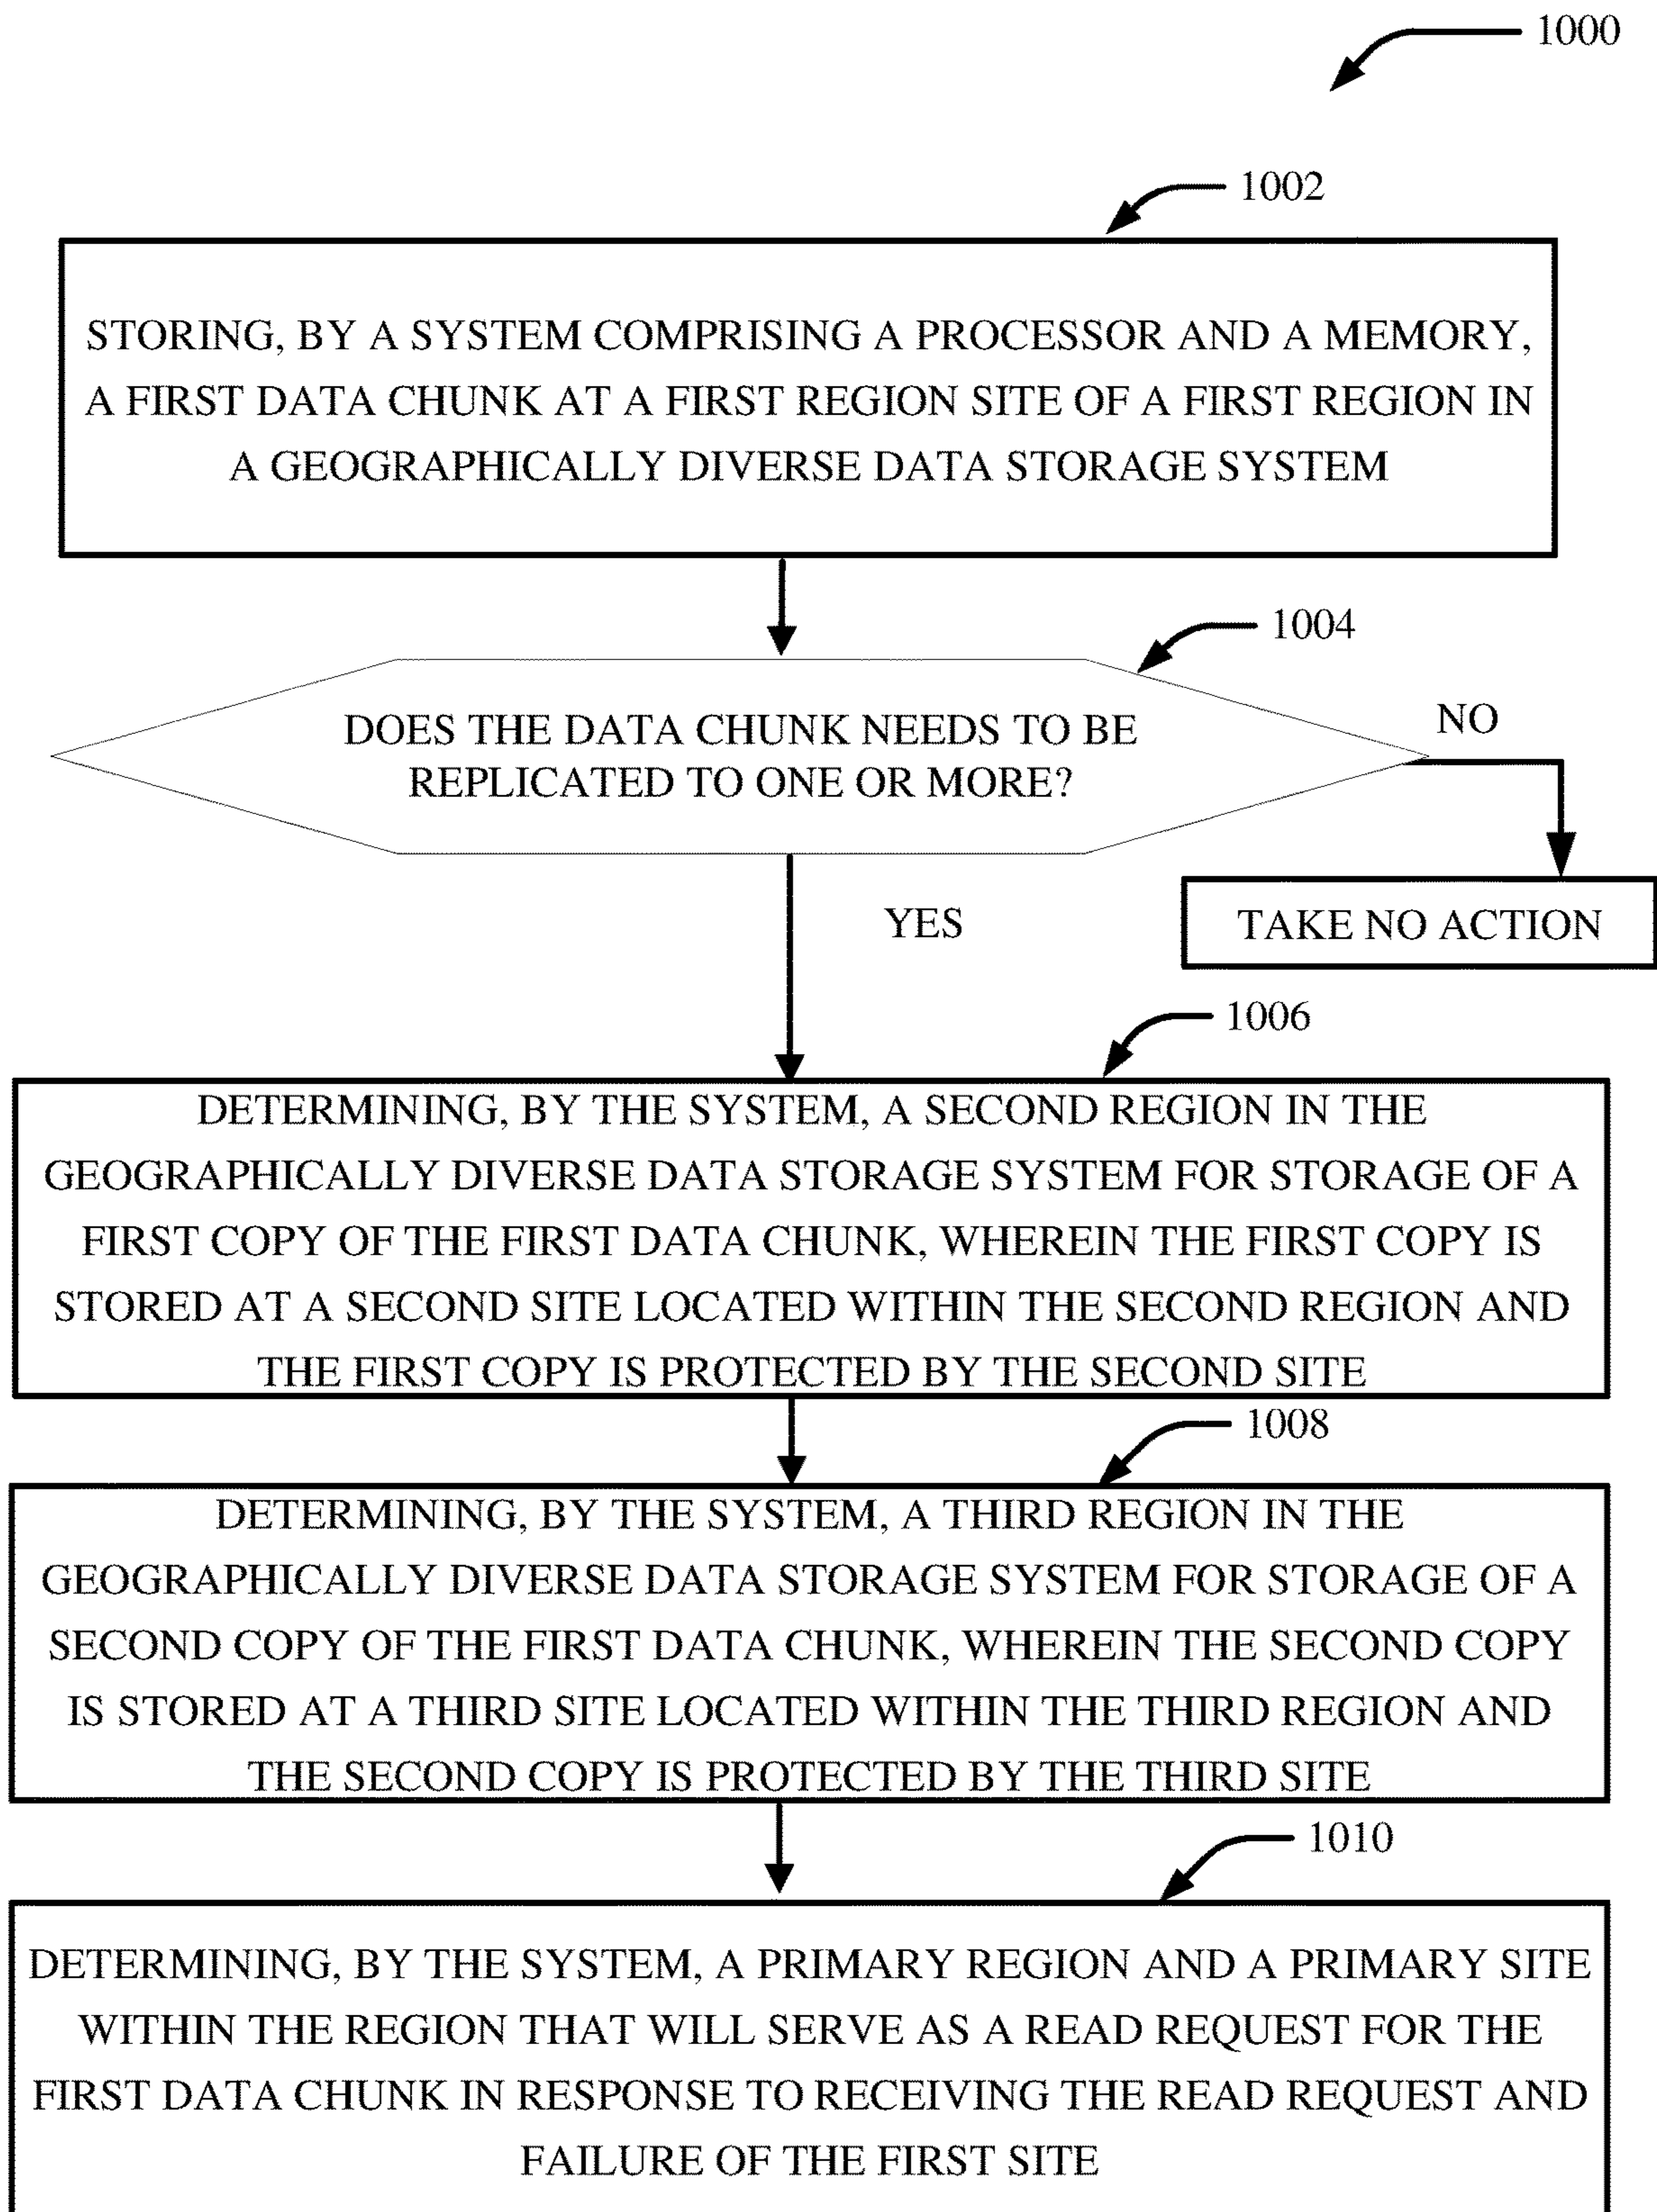 1000
1002
STORING, BY A SYSTEM COMPRISING A PROCESSOR AND A MEMORY,
A FIRST DATA CHUNK AT A FIRST REGION SITE OF A FIRST REGION IN
A GEOGRAPHICALLY DIVERSE DATA STORAGE SYSTEM
1004
DOES THE DATA CHUNK NEEDS TO BE
REPLICATED TO ONE OR MORE?
NO
YES
TAKE NO ACTION
1006
DETERMINING, BY THE SYSTEM, A SECOND REGION IN THE
GEOGRAPHICALLY DIVERSE DATA STORAGE SYSTEM FOR STORAGE OF A
FIRST COPY OF THE FIRST DATA CHUNK, WHEREIN THE FIRST COPY IS
STORED AT A SECOND SITE LOCATED WITHIN THE SECOND REGION AND
THE FIRST COPY IS PROTECTED BY THE SECOND SITE
1008
DETERMINING, BY THE SYSTEM, A THIRD REGION IN THE
GEOGRAPHICALLY DIVERSE DATA STORAGE SYSTEM FOR STORAGE OF A
SECOND COPY OF THE FIRST DATA CHUNK, WHEREIN THE SECOND COPY
IS STORED AT A THIRD SITE LOCATED WITHIN THE THIRD REGION AND
THE SECOND COPY IS PROTECTED BY THE THIRD SITE
1010
DETERMINING, BY THE SYSTEM, A PRIMARY REGION AND A PRIMARY SITE
WITHIN THE REGION THAT WILL SERVE AS A READ REQUEST FOR THE
FIRST DATA CHUNK IN RESPONSE TO RECEIVING THE READ REQUEST AND
FAILURE OF THE FIRST SITE